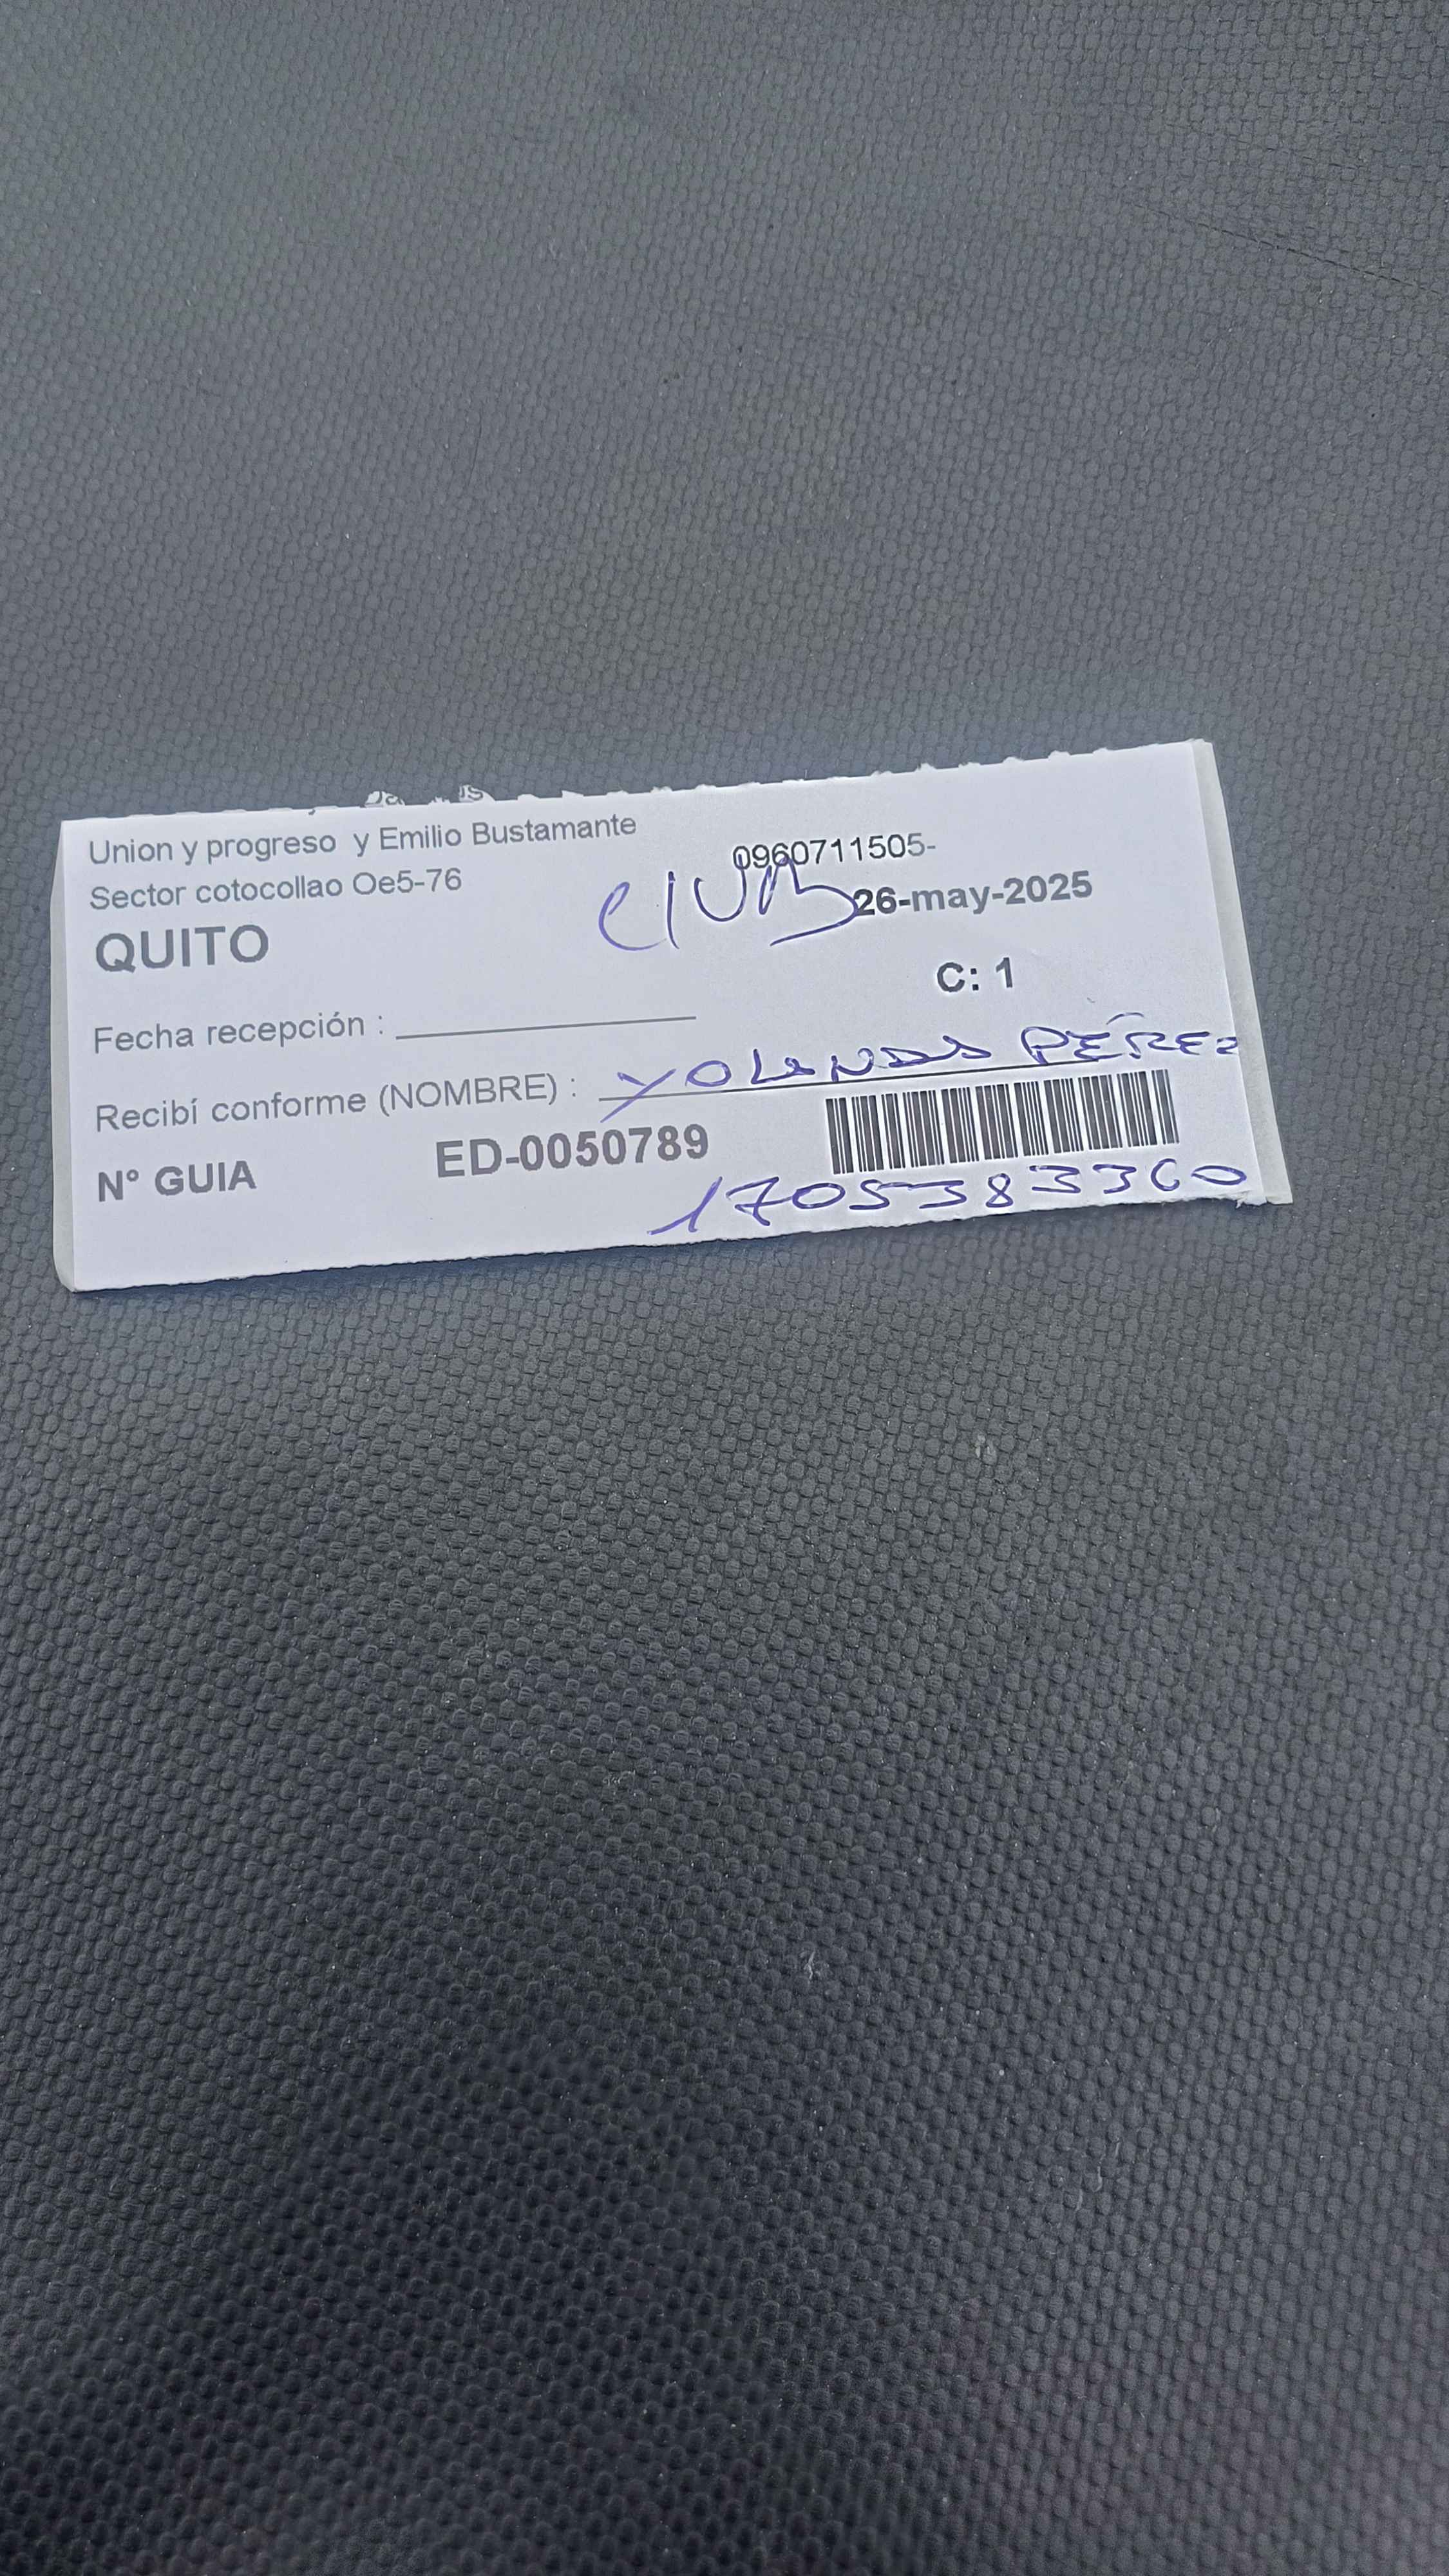 Union y progreso y Emilio Bustamante
0960711505-
Sector cotocollao Oe5-76
26-may-2025
QUITO
C: 1
Fecha recepción :
Recibí conforme (NOMBRE) : YOLANDA PÉREZ
N° GUIA ED-0050789
1705383360